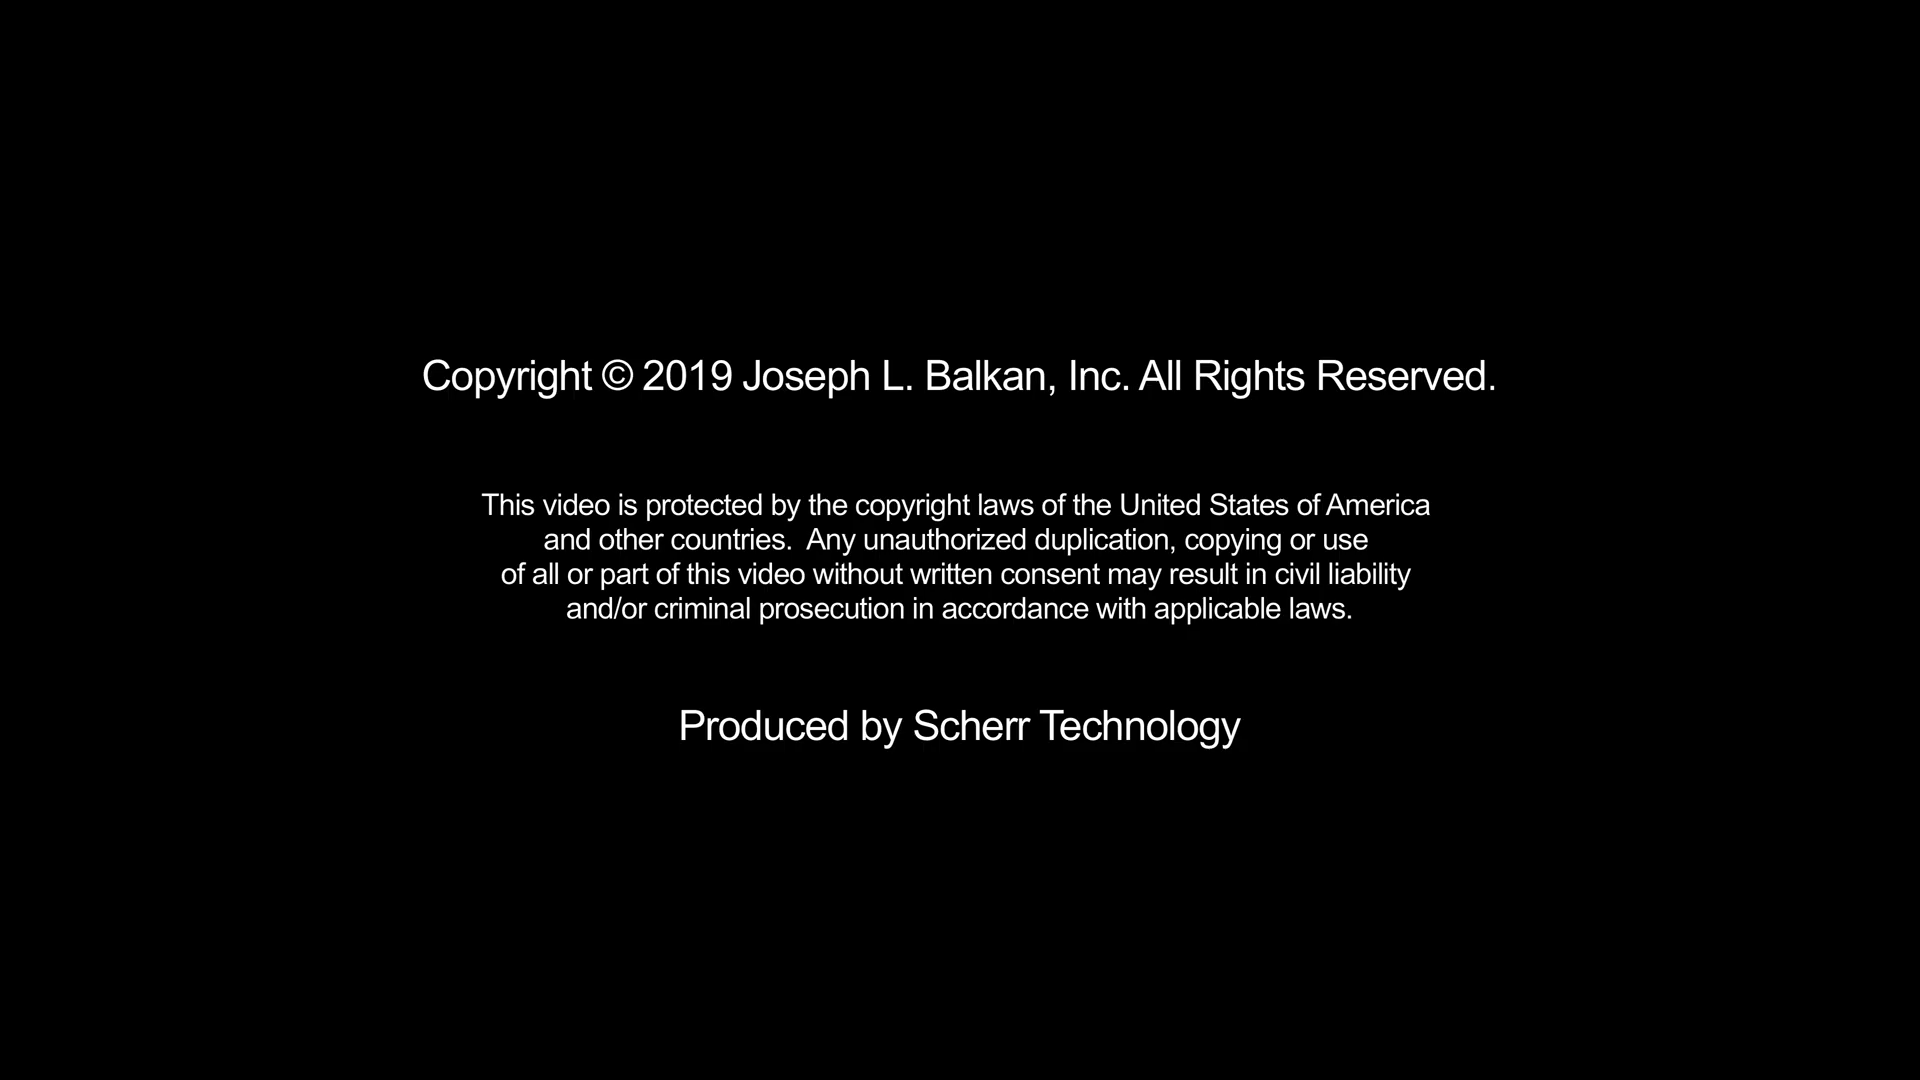 Copyright © 2019 Joseph L. Balkan, Inc. All Rights Reserved.
This video is protected by the copyright laws of the United States of America
and other countries.  Any unauthorized duplication, copying or use
of all or part of this video without written consent may result in civil liability
and/or criminal prosecution in accordance with applicable laws.
Produced by Scherr Technology